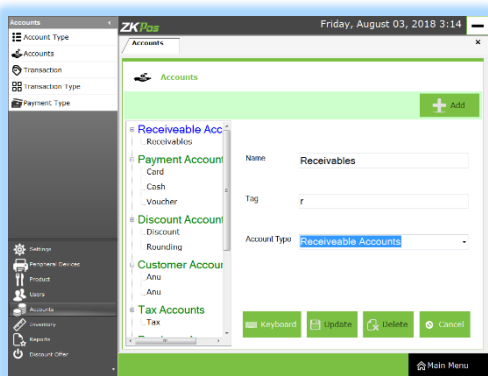 Accounts
ZKPos
Friday, August 03, 2018 3:14
Account Type
Accounts
Transaction
Transaction Type
Payment Type
Accounts
Accounts
Add
Receiveable Acc
Receivables
Payment Account
Card
Cash
Voucher
Discount Account
Discount
Rounding
Customer Accour
Anu
Anu
Tax Accounts
Tax
Name Receivables
Tag r
Account Type Receiveable Accounts
Keyboard Update Delete Cancel
Settings
Peripheral Devices
Product
Users
Accounts
Inventory
Reports
Discount Offer
Main Menu